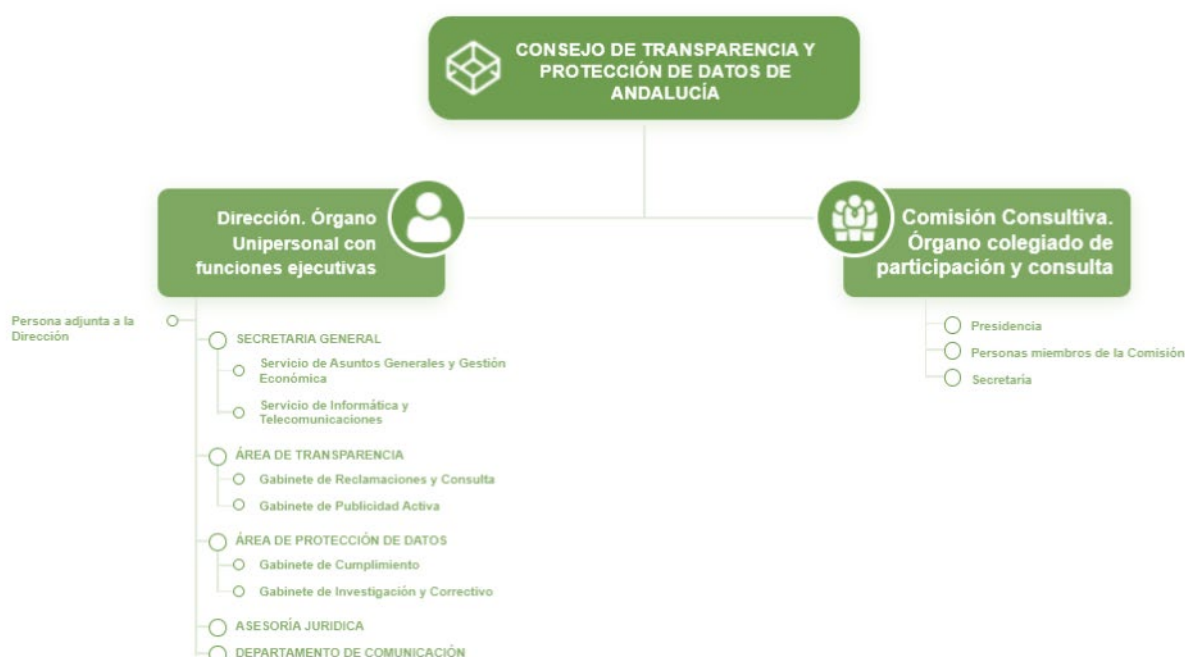 CONSEJO DE TRANSPARENCIA Y
PROTECCIÓN DE DATOS DE
ANDALUCÍA
Dirección. Órgano
Unipersonal con
funciones ejecutivas
Comisión Consultiva.
Órgano colegiado de
participación y consulta
Persona adjunta a la
Dirección
SECRETARIA GENERAL
Servicio de Asuntos Generales y Gestión
Económica
Servicio de Informática y
Telecomunicaciones
ÁREA DE TRANSPARENCIA
Gabinete de Reclamaciones y Consulta
Gabinete de Publicidad Activa
ÁREA DE PROTECCIÓN DE DATOS
Gabinete de Cumplimiento
Gabinete de Investigación y Correctivo
ASESORÍA JURIDICA
DEPARTAMENTO DE COMUNICACIÓN
Presidencia
Personas miembros de la Comisión
Secretaría